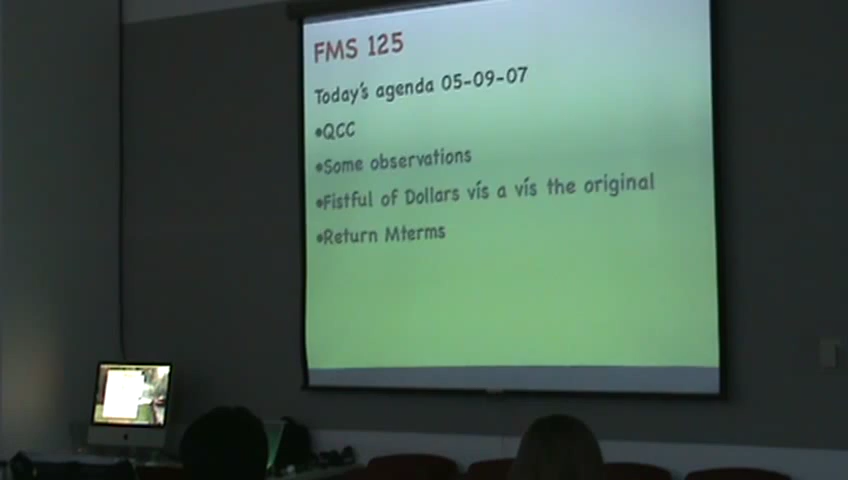 FMS 125
Today's agenda 05-09-07
•QCC
•Some observations
•Fistful of Dollars vís a vís the original
•Return Mterms